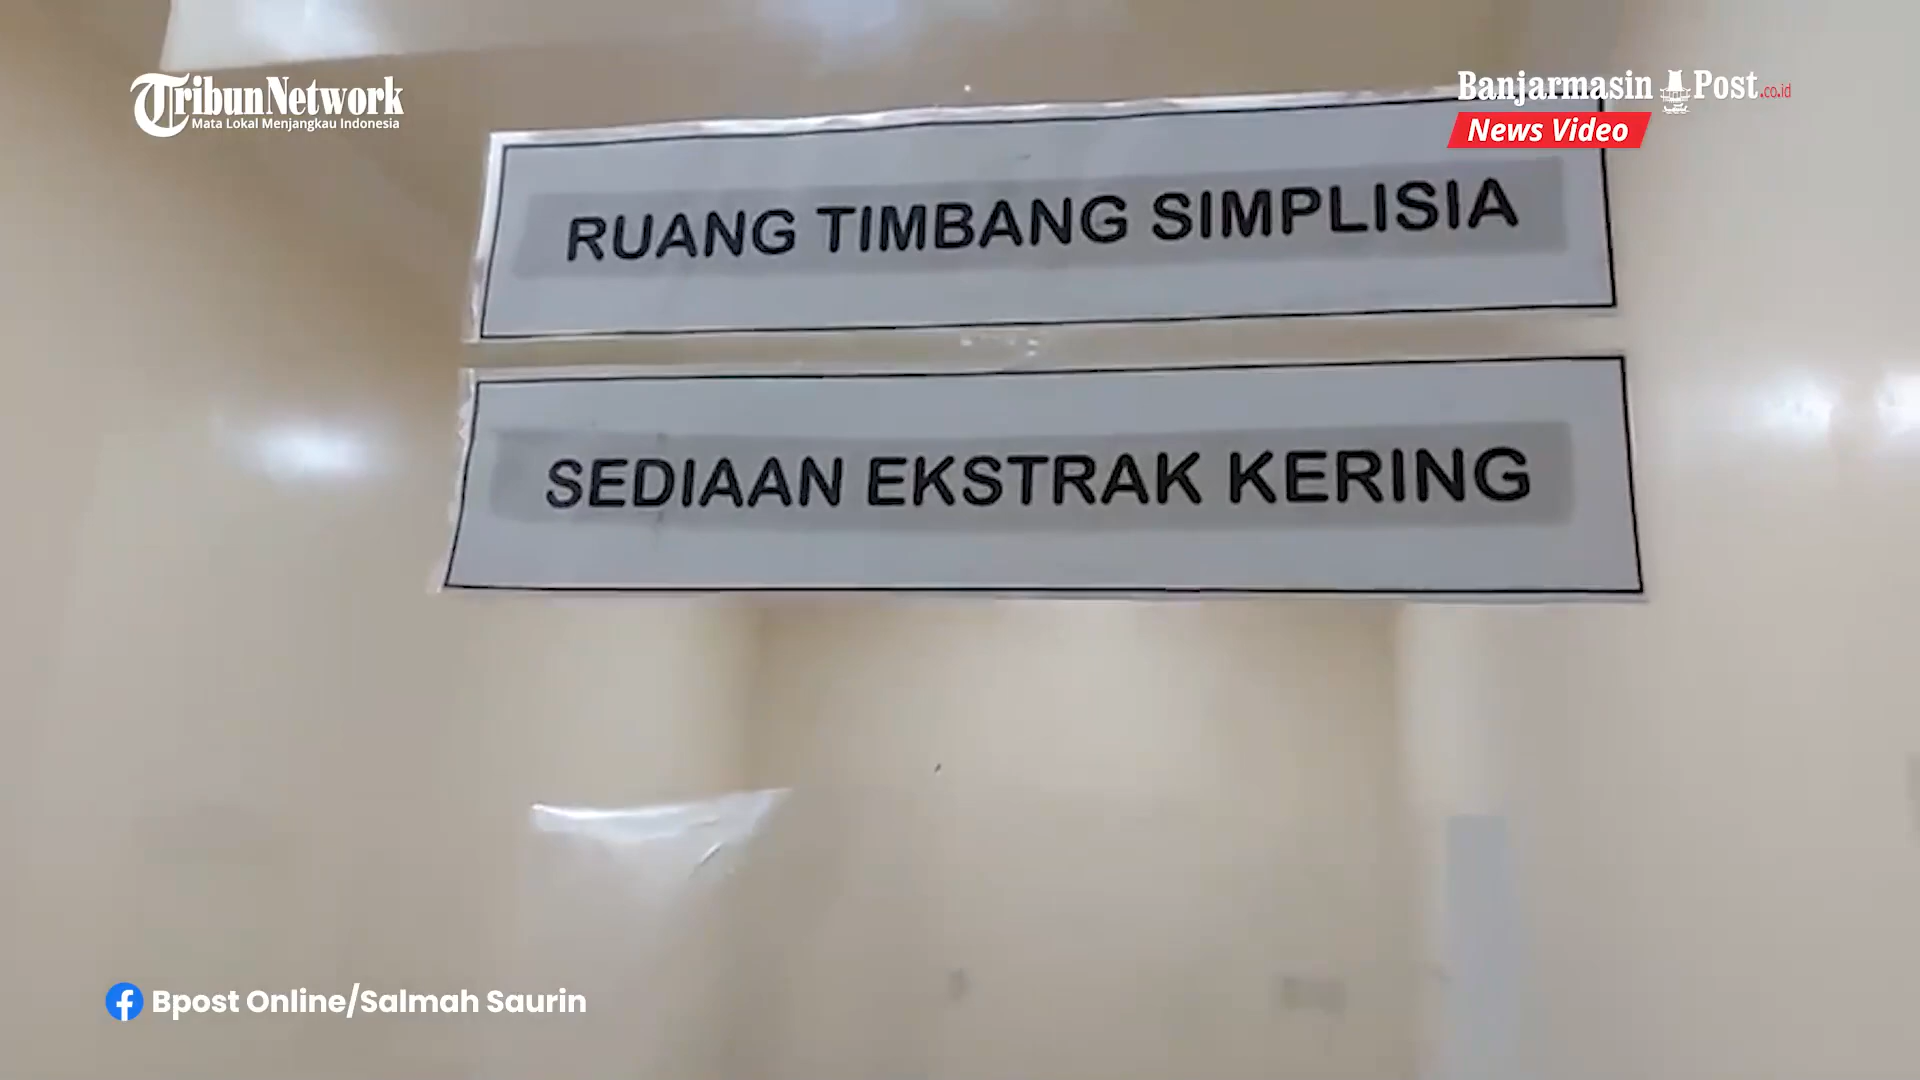 TribunNetwork
Mata Lokal Menjangkau Indonesia
Banjarmasin Post.co.id
News Video
RUANG TIMBANG SIMPLISIA
SEDIAAN EKSTRAK KERING
Bpost Online/Salmah Saurin